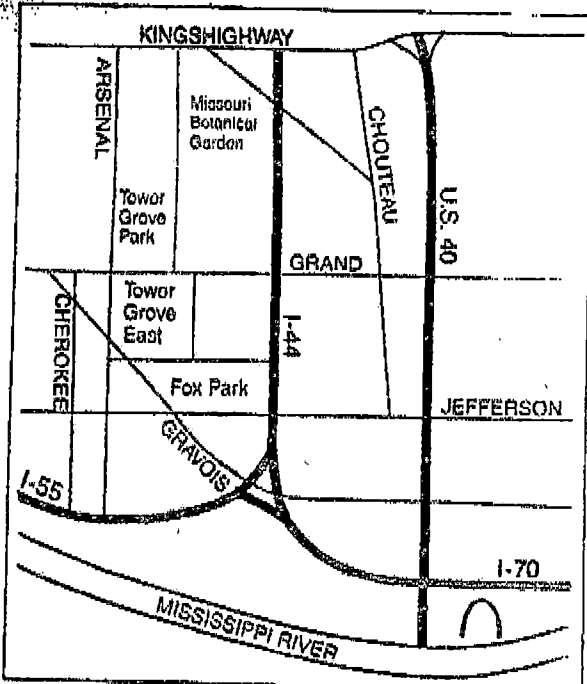 KINGSHIGHWAY
ARSENAL
Missouri
Botanical
Garden
CHOUTEAU
Tower
Grove
Park
U.S. 40
GRAND
CHEROKEE
Tower
Grove
East
I-44
Fox Park
JEFFERSON
GRAVOIS
I-55
I-70
MISSISSIPPI RIVER